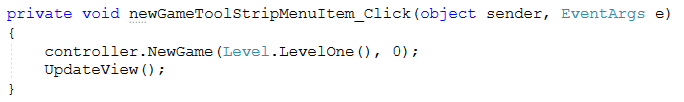 private void newGameToolStripMenuItem_Click(object sender, EventArgs e)
{
    controller.NewGame(Level.LevelOne(), 0);
    UpdateView();
}